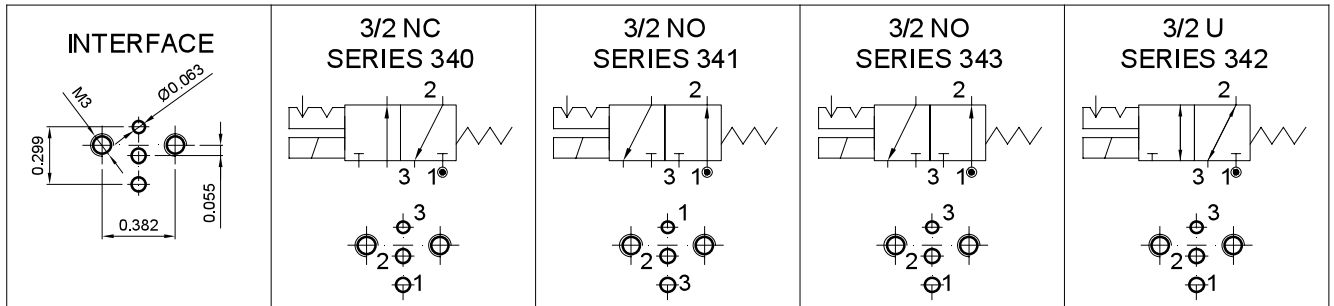 INTERFACE
M3
Ø0.063
0.299
0.055
0.382
3/2 NC
SERIES 340
2
3 1
3
2
1
3/2 NO
SERIES 341
2
3 1
1
2
3
3/2 NO
SERIES 343
2
3 1
3
2
1
3/2 U
SERIES 342
2
3 1
3
2
1